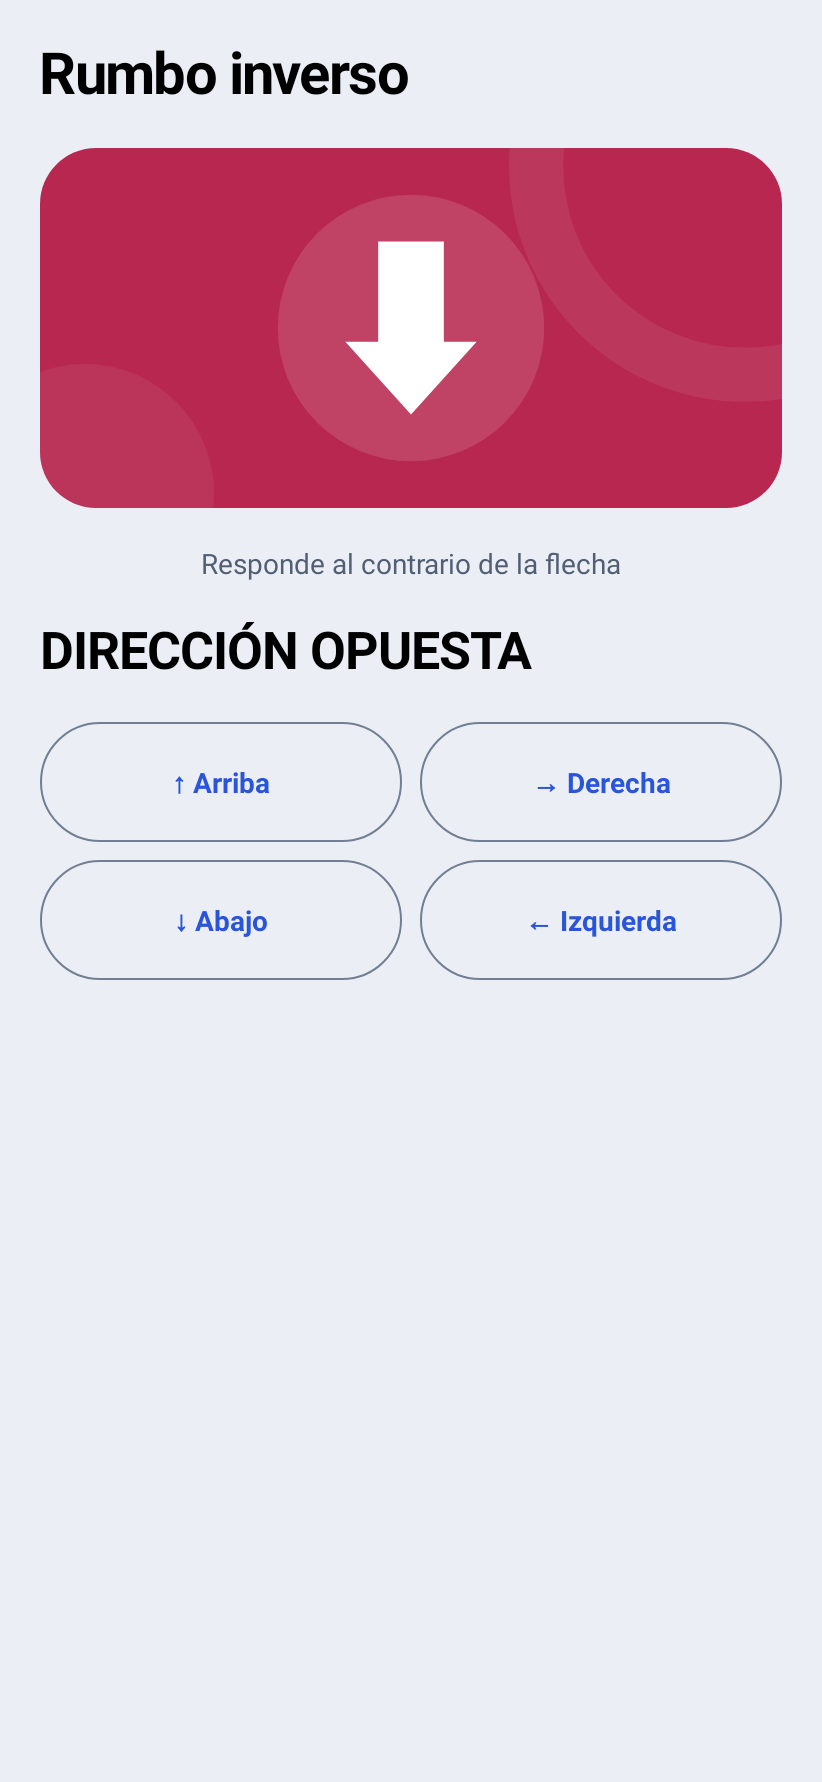 Rumbo inverso
Responde al contrario de la flecha
DIRECCIÓN OPUESTA
↑ Arriba
→ Derecha
↓ Abajo
← Izquierda